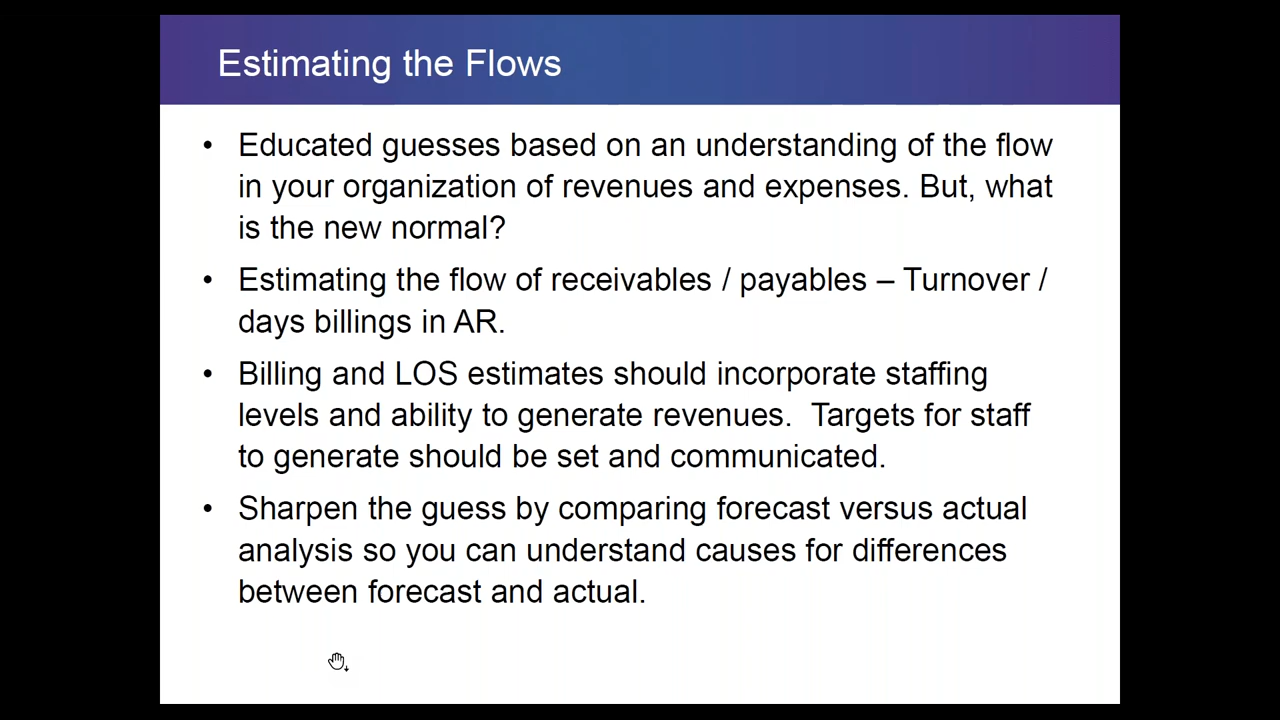 Estimating the Flows
• Educated guesses based on an understanding of the flow
in your organization of revenues and expenses. But, what
is the new normal?
• Estimating the flow of receivables / payables – Turnover /
days billings in AR.
• Billing and LOS estimates should incorporate staffing
levels and ability to generate revenues.  Targets for staff
to generate should be set and communicated.
• Sharpen the guess by comparing forecast versus actual
analysis so you can understand causes for differences
between forecast and actual.